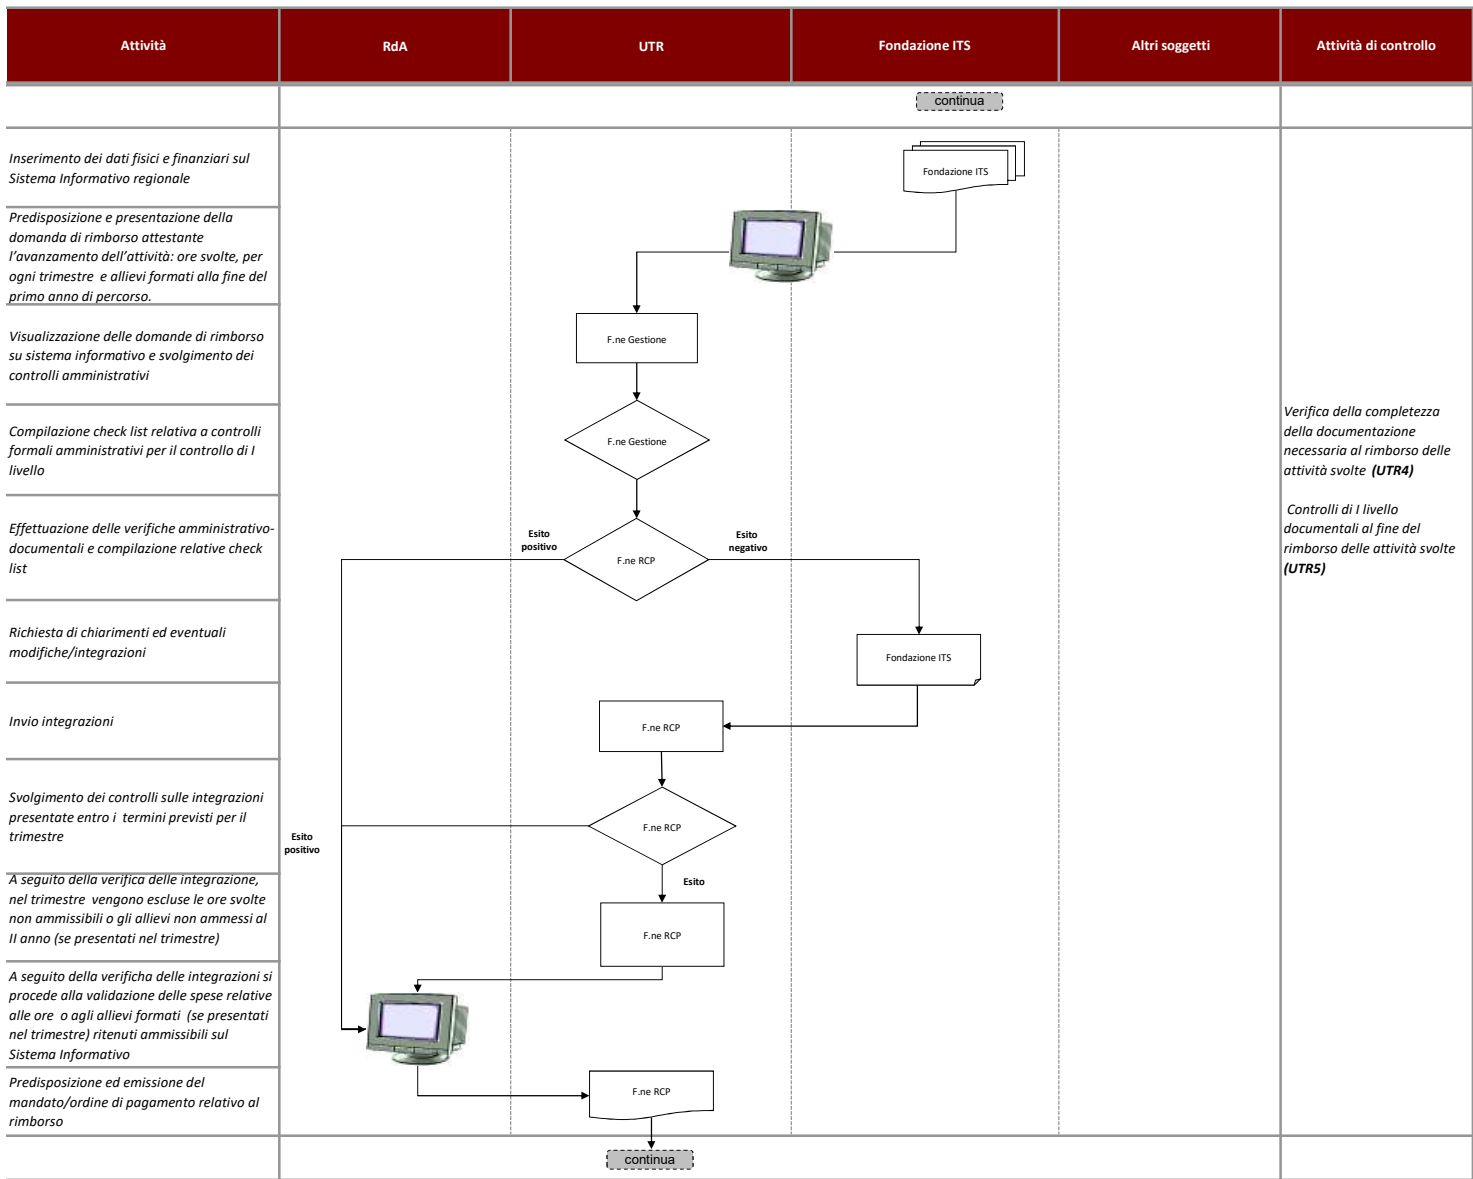 Attività
RdA
UTR
Fondazione ITS
Altri soggetti
Attività di controllo
continua
Inserimento dei dati fisici e finanziari sul
Sistema Informativo regionale
Fondazione ITS
Predisposizione e presentazione della
domanda di rimborso attestante
l'avanzamento dell'attività: ore svolte, per
ogni trimestre e allievi formati alla fine del
primo anno di percorso.
Visualizzazione delle domande di rimborso
su sistema informativo e svolgimento dei
controlli amministrativi
F.ne Gestione
Compilazione check list relativa a controlli
formali amministrativi per il controllo di I
livello
F.ne Gestione
Verifica della completezza
della documentazione
necessaria al rimborso delle
attività svolte (UTR4)
Controlli di I livello
documentali al fine del
rimborso delle attività svolte
(UTR5)
Effettuazione delle verifiche amministrativo-
documentali e compilazione relative check
list
Esito
positivo
F.ne RCP
Esito
negativo
Richiesta di chiarimenti ed eventuali
modifiche/integrazioni
Fondazione ITS
Invio integrazioni
F.ne RCP
Svolgimento dei controlli sulle integrazioni
presentate entro i termini previsti per il
trimestre
Esito
positivo
F.ne RCP
Esito
A seguito della verifica delle integrazione,
nel trimestre vengono escluse le ore svolte
non ammissibili o gli allievi non ammessi al
II anno (se presentati nel trimestre)
F.ne RCP
A seguito della verificha delle integrazioni si
procede alla validazione delle spese relative
alle ore o agli allievi formati (se presentati
nel trimestre) ritenuti ammissibili sul
Sistema Informativo
Predisposizione ed emissione del
mandato/ordine di pagamento relativo al
rimborso
F.ne RCP
continua